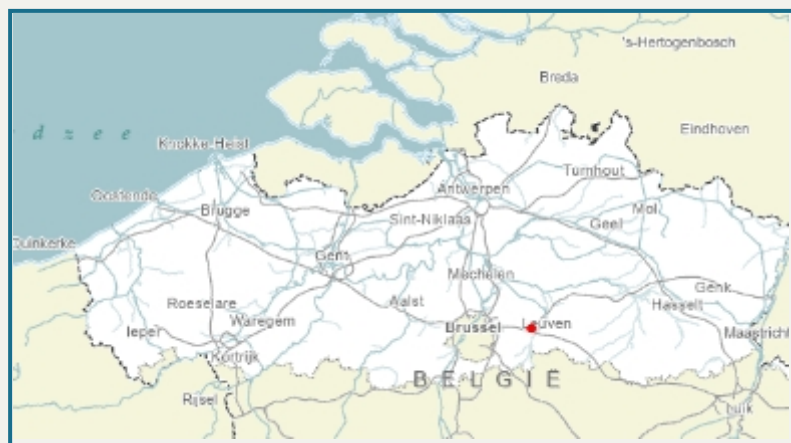 's-Hertogenbosch
Breda
d z e e
Eindhoven
Knokke-Heist
Turnhout
Oostende
Antwerpen
Mol
Brugge
Sint-Niklaas
Geel
Duinkerke
Gent
Mechelen
Genk
Roeselare
Aalst
Hasselt
Waregem
Brussel
Leuven
Ieper
Maastricht
Kortrijk
BELGIË
Rijsel
Luik